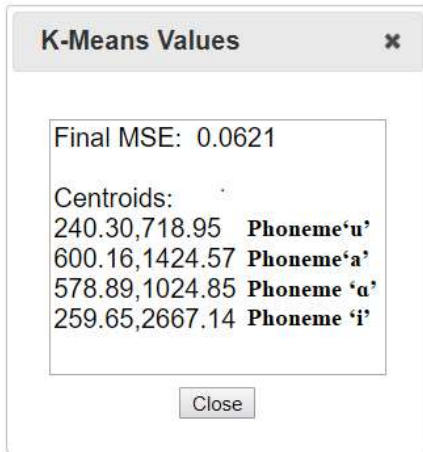 K-Means Values ✖
Final MSE: 0.0621
Centroids:
240.30,718.95 Phoneme‘u’
600.16,1424.57 Phoneme‘a’
578.89,1024.85 Phoneme ‘ɑ’
259.65,2667.14 Phoneme ‘i’
Close